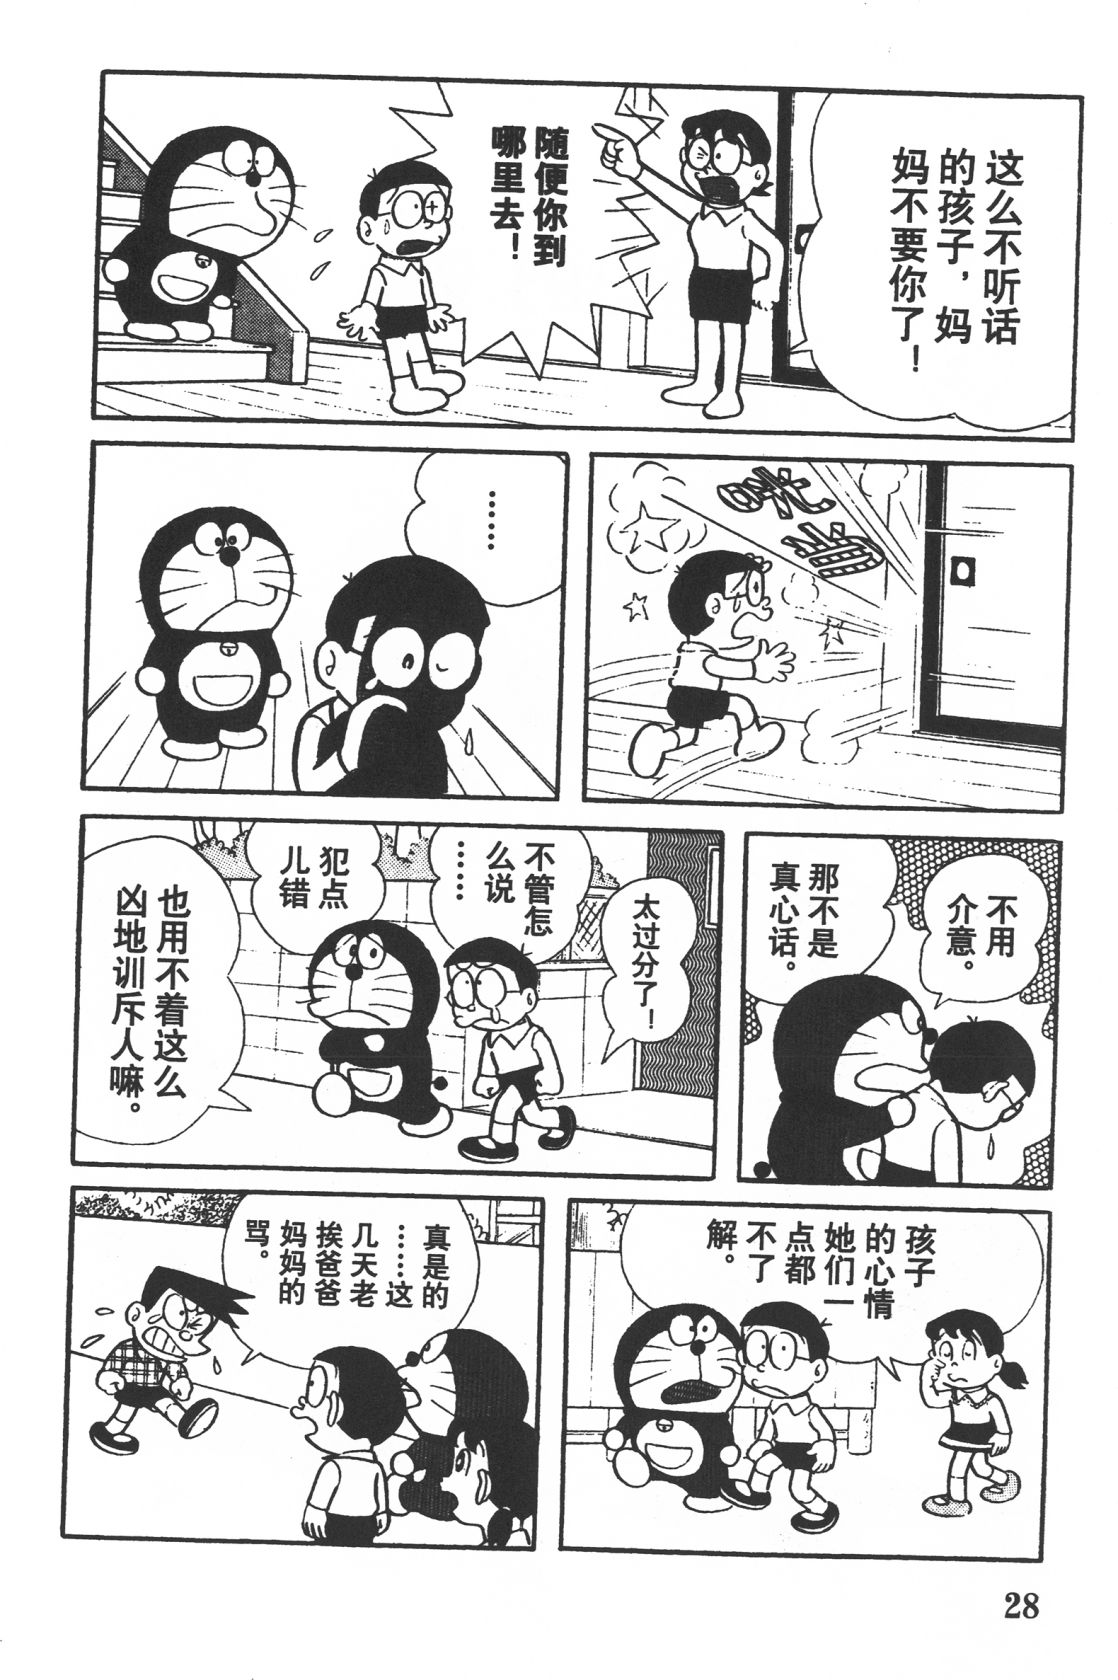 这么不听话
的孩子，妈
妈不要你了！
随便你到
哪里去！
咣
当
……
不用
介意。
那不是
真心话。
太过分了！
不管怎
么说
……
犯点
儿错
也用不着这么
凶地训斥人嘛。
孩子
的心情
她们一
点都
不了
解。
真是的
……这
几天老
挨爸爸
妈妈的
骂。
28